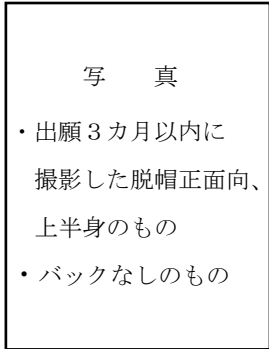 写　真
・出願３カ月以内に
撮影した脱帽正面向、
上半身のもの
・バックなしのもの